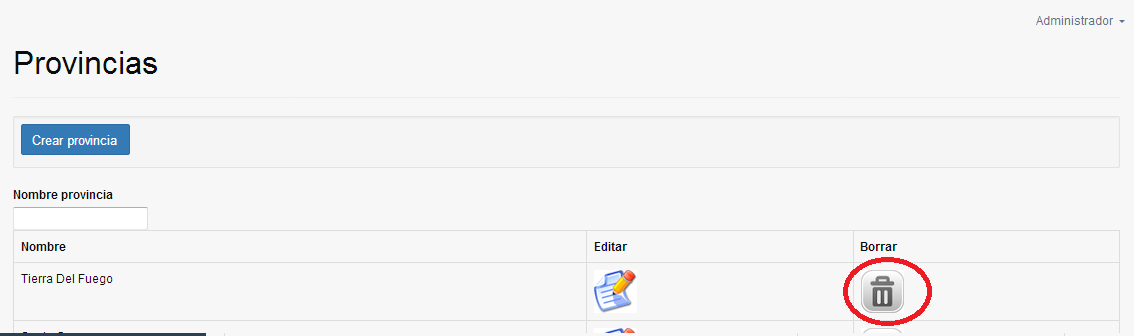 Administrador
Provincias
Crear provincia
Nombre provincia
Nombre Editar Borrar
Tierra Del Fuego